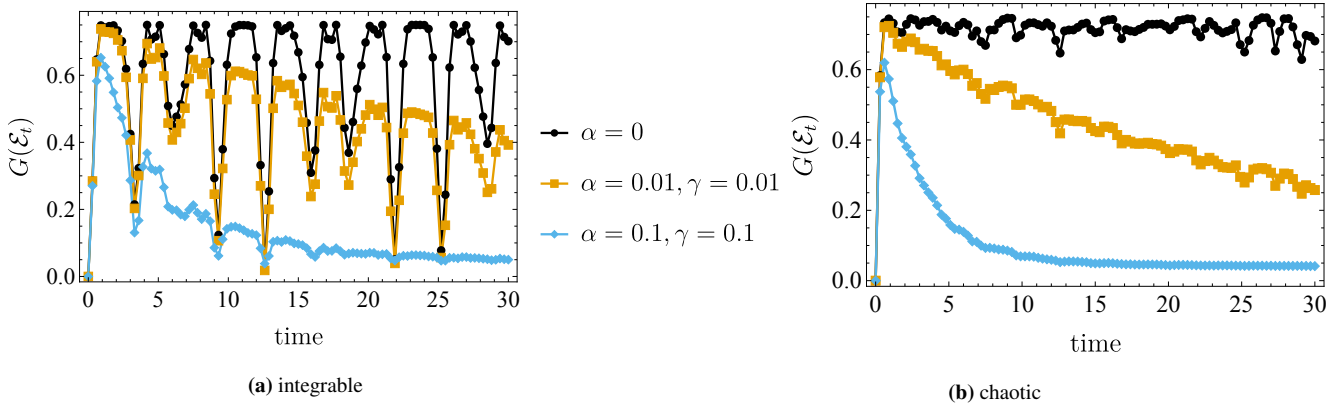 G(ℰₜ)
0.6
0.4
0.2
0.0
0 5 10 15 20 25 30
time
(a) integrable
α = 0
α = 0.01, γ = 0.01
α = 0.1, γ = 0.1
G(ℰₜ)
0.6
0.4
0.2
0.0
0 5 10 15 20 25 30
time
(b) chaotic